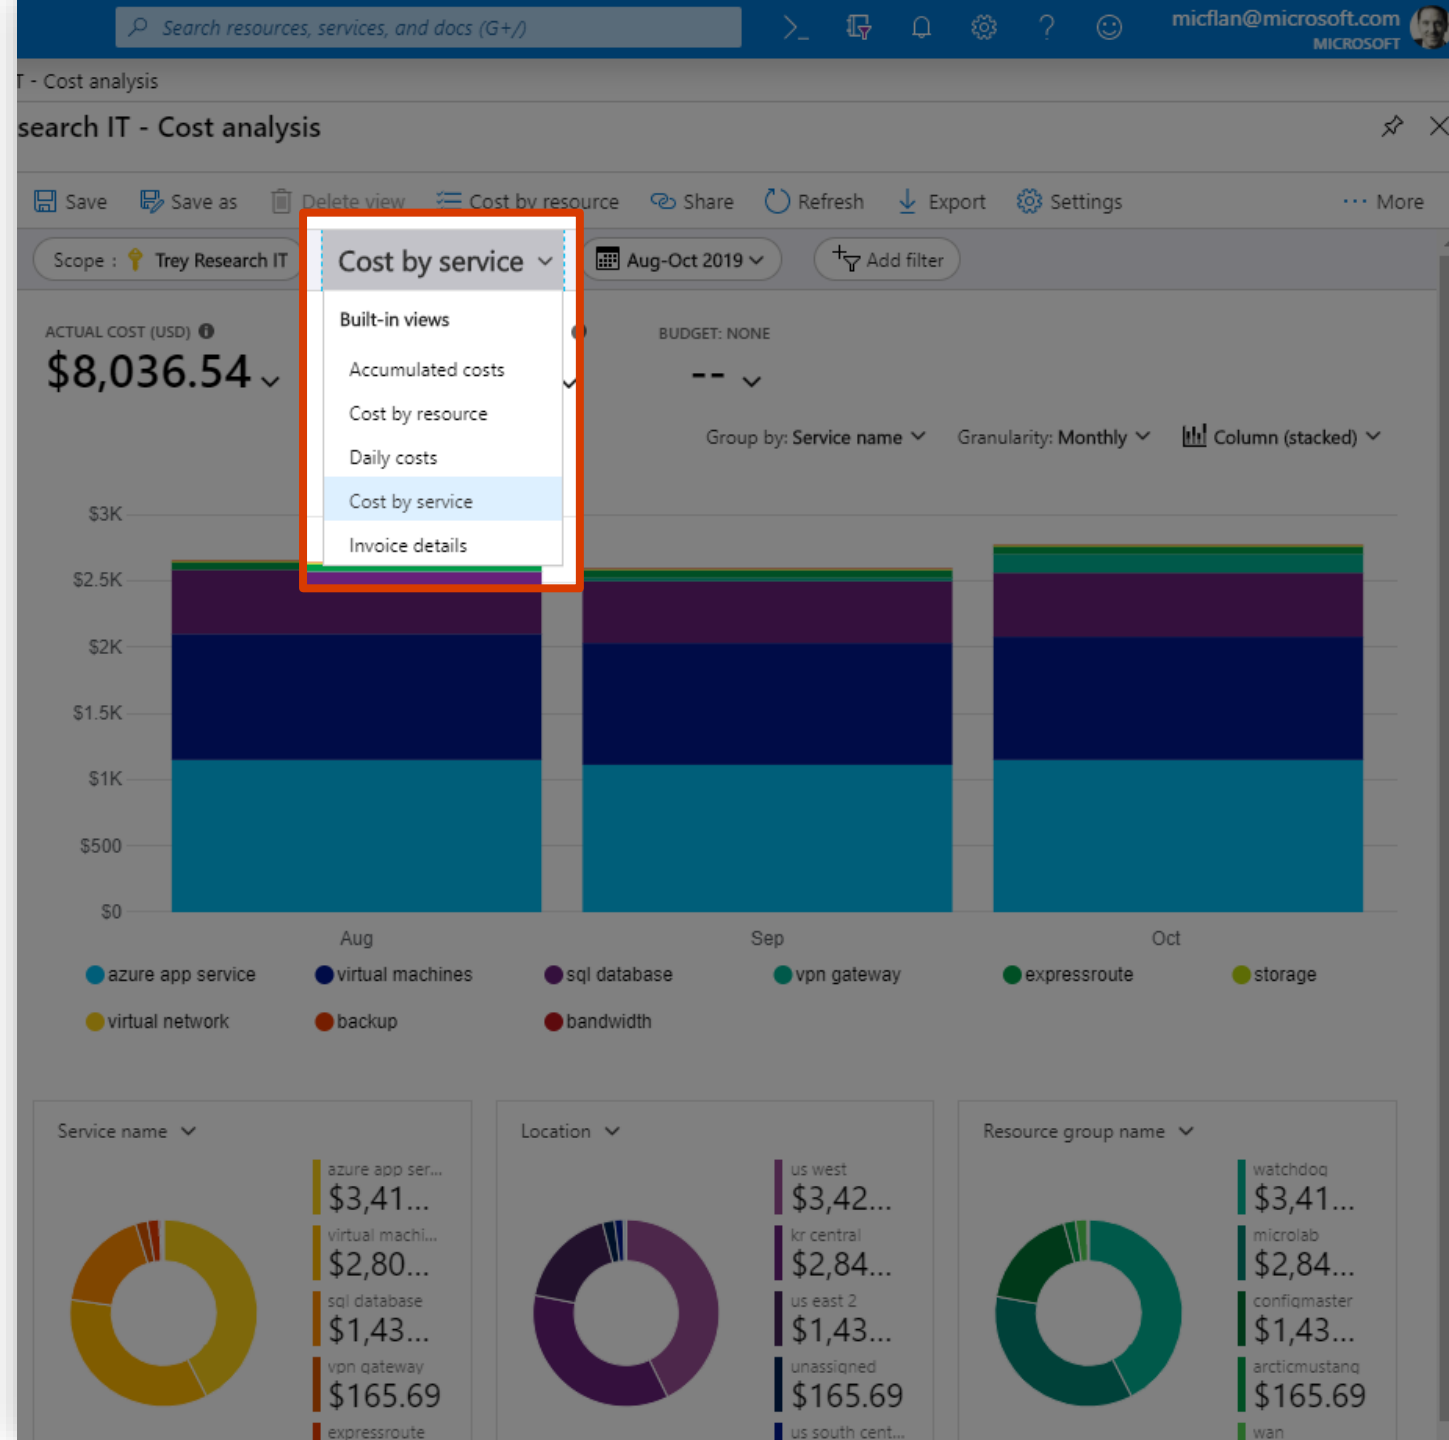 Search resources, services, and docs (G+/)
micflan@microsoft.com
MICROSOFT
T - Cost analysis
search IT - Cost analysis
Save
Save as
Delete view
Cost by resource
Share
Refresh
Export
Settings
... More
Scope : Trey Research IT
Cost by service
Aug-Oct 2019
Add filter
Built-in views
Accumulated costs
Cost by resource
Daily costs
Cost by service
Invoice details
ACTUAL COST (USD)
$8,036.54
BUDGET: NONE
--
Group by: Service name
Granularity: Monthly
Column (stacked)
$3K
$2.5K
$2K
$1.5K
$1K
$500
$0
Aug
Sep
Oct
azure app service
virtual machines
sql database
vpn gateway
expressroute
storage
virtual network
backup
bandwidth
Service name
azure app ser...
$3,41...
virtual machi...
$2,80...
sql database
$1,43...
vpn gateway
$165.69
expressroute
Location
us west
$3,42...
kr central
$2,84...
us east 2
$1,43...
unassigned
$165.69
us south cent...
Resource group name
watchdog
$3,41...
microlab
$2,84...
configmaster
$1,43...
arcticmustang
$165.69
wan